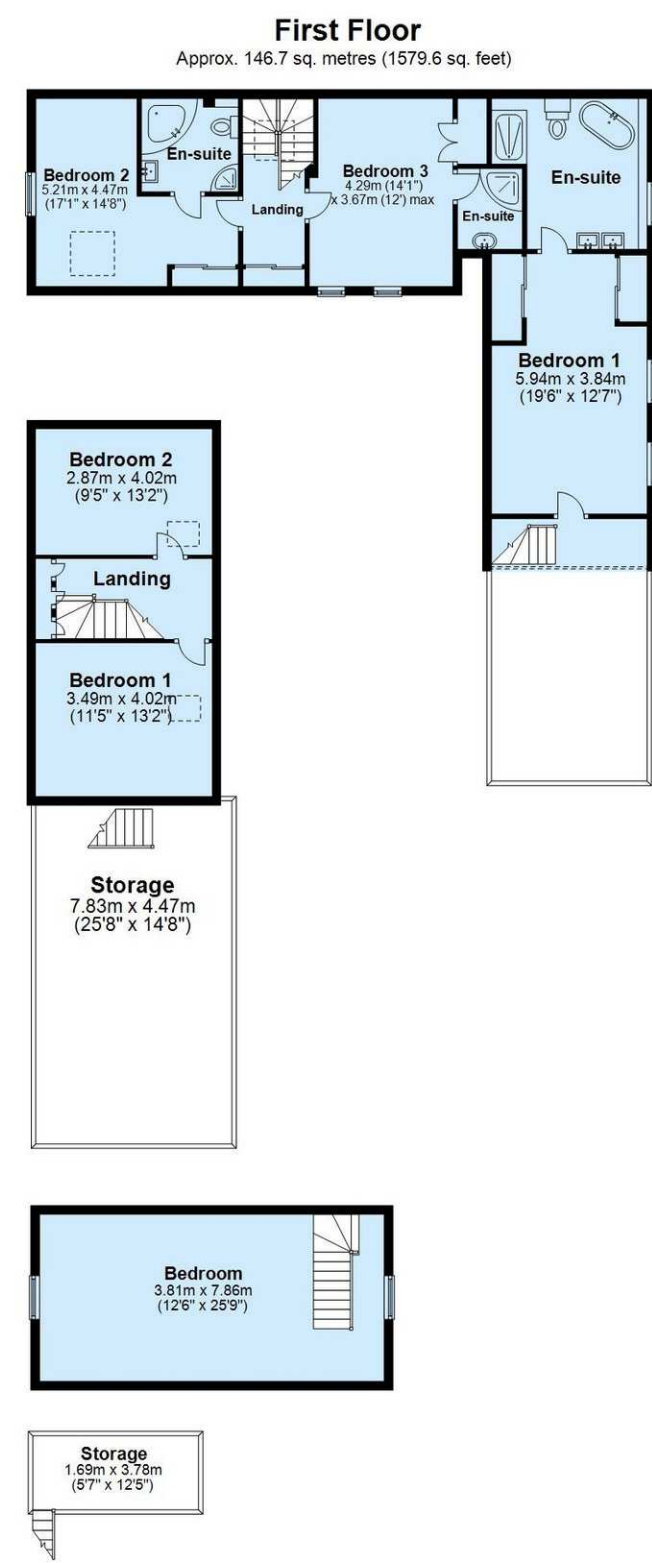 First Floor
Approx. 146.7 sq. metres (1579.6 sq. feet)
Bedroom 2
5.21m x 4.47m
(17'1" x 14'8")
En-suite
Landing
Bedroom 3
4.29m (14'1")
x 3.67m (12') max
En-suite
En-suite
Bedroom 1
5.94m x 3.84m
(19'6" x 12'7")
Bedroom 2
2.87m x 4.02m
(9'5" x 13'2")
Landing
Bedroom 1
3.49m x 4.02m
(11'5" x 13'2")
Storage
7.83m x 4.47m
(25'8" x 14'8")
Bedroom
3.81m x 7.86m
(12'6" x 25'9")
Storage
1.69m x 3.78m
(5'7" x 12'5")